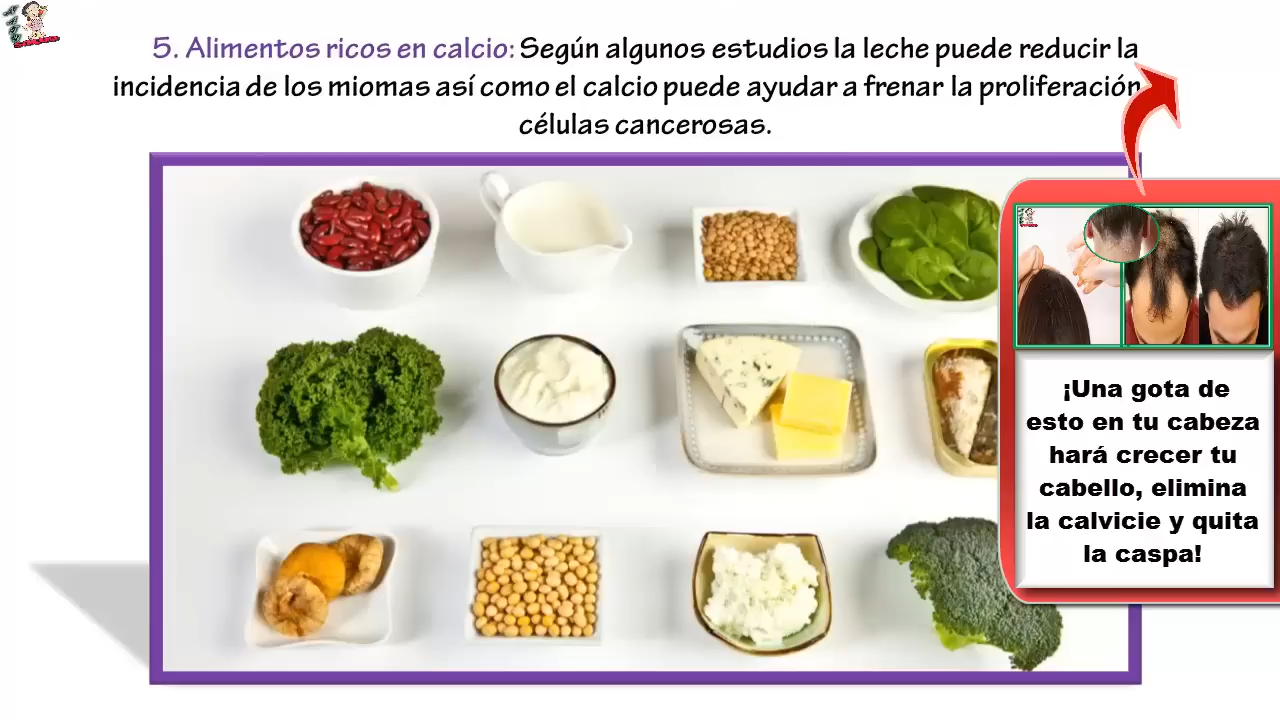 5. Alimentos ricos en calcio: Según algunos estudios la leche puede reducir la
incidencia de los miomas así como el calcio puede ayudar a frenar la proliferación
células cancerosas.
¡Una gota de
esto en tu cabeza
hará crecer tu
cabello, elimina
la calvicie y quita
la caspa!